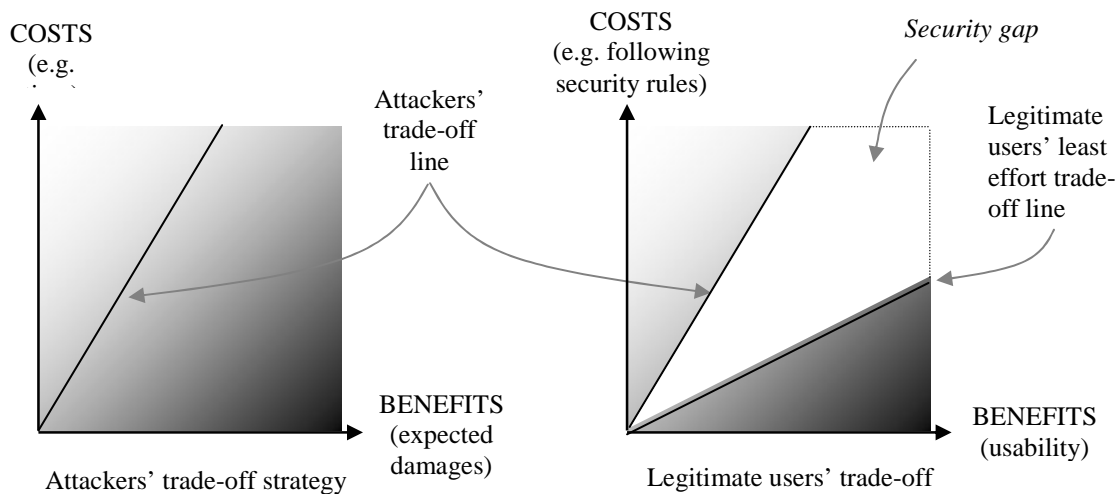 COSTS
(e.g.
Attackers’
trade-off
line
BENEFITS
(expected
damages)
Attackers’ trade-off strategy
COSTS
(e.g. following
security rules)
Security gap
Legitimate
users’ least
effort trade-
off line
BENEFITS
(usability)
Legitimate users’ trade-off